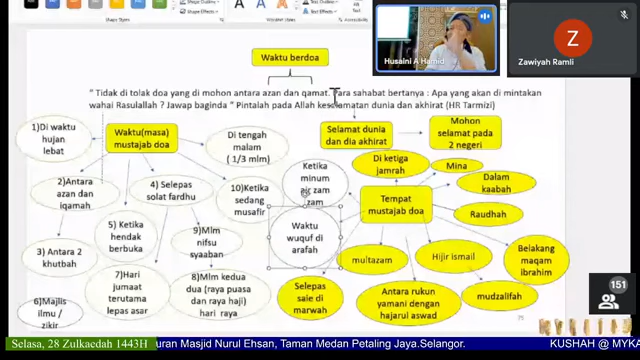 Shape Styles
Shape Effects
WordArt Styles
Waktu berdoa
“ Tidak di tolak doa yang di mohon antara azan dan qamat. Para sahabat bertanya : Apa yang akan di mintakan
wahai Rasulallah ? Jawap baginda “ Pintalah pada Allah keselamatan dunia dan akhirat (HR Tarmizi)
1)Di waktu
hujan
lebat
Waktu(masa)
mustajab doa
Di tengah
malam
( 1/3 mlm)
Selamat dunia
dan dia akhirat
Mohon
selamat pada
2 negeri
2)Antara
azan dan
iqamah
4) Selepas
solat fardhu
10)Ketika
sedang
musafir
3) Antara 2
khutbah
5) Ketika
hendak
berbuka
9)Mlm
nifsu
syaaban
7)Hari
jumaat
terutama
lepas asar
8)Mlm kedua
dua (raya puasa
dan raya haji)
hari raya
6)Majlis
ilmu /
zikir
Ketika
minum
air zam
zam
Waktu
wuquf di
arafah
Tempat
mustajab doa
Di ketiga
jamrah
Mina
Dalam
kaabah
Raudhah
Belakang
maqam
ibrahim
Hijir ismail
mudzalifah
Antara rukun
yamani dengan
hajarul aswad
multazam
Selepas
saie di
marwah
Husaini A Hamid
Z
Zawiyah Ramli
151
Selasa, 28 Zulkaedah 1443H
uran Masjid Nurul Ehsan, Taman Medan Petaling Jaya.Selangor.
KUSHAH @ MYKA